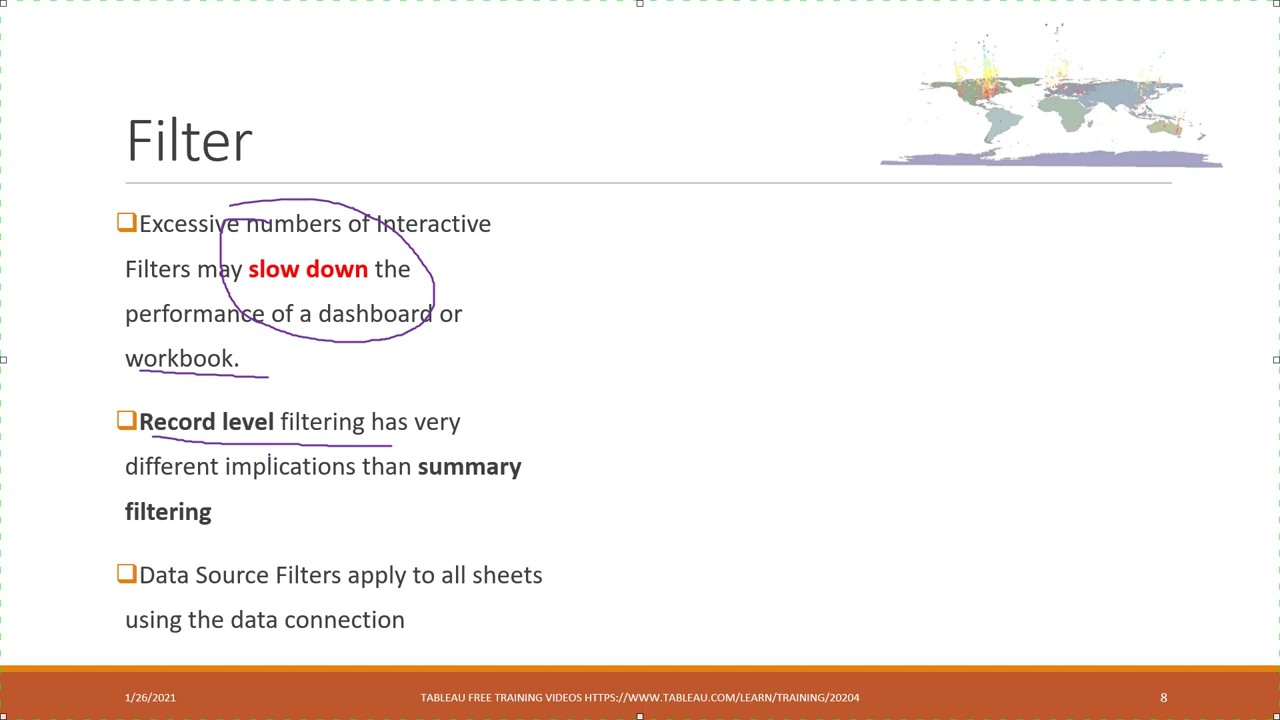 Filter
Excessive numbers of Interactive
Filters may slow down the
performance of a dashboard or
workbook.
Record level filtering has very
different implications than summary
filtering
Data Source Filters apply to all sheets
using the data connection
1/26/2021
TABLEAU FREE TRAINING VIDEOS HTTPS://WWW.TABLEAU.COM/LEARN/TRAINING/20204
8